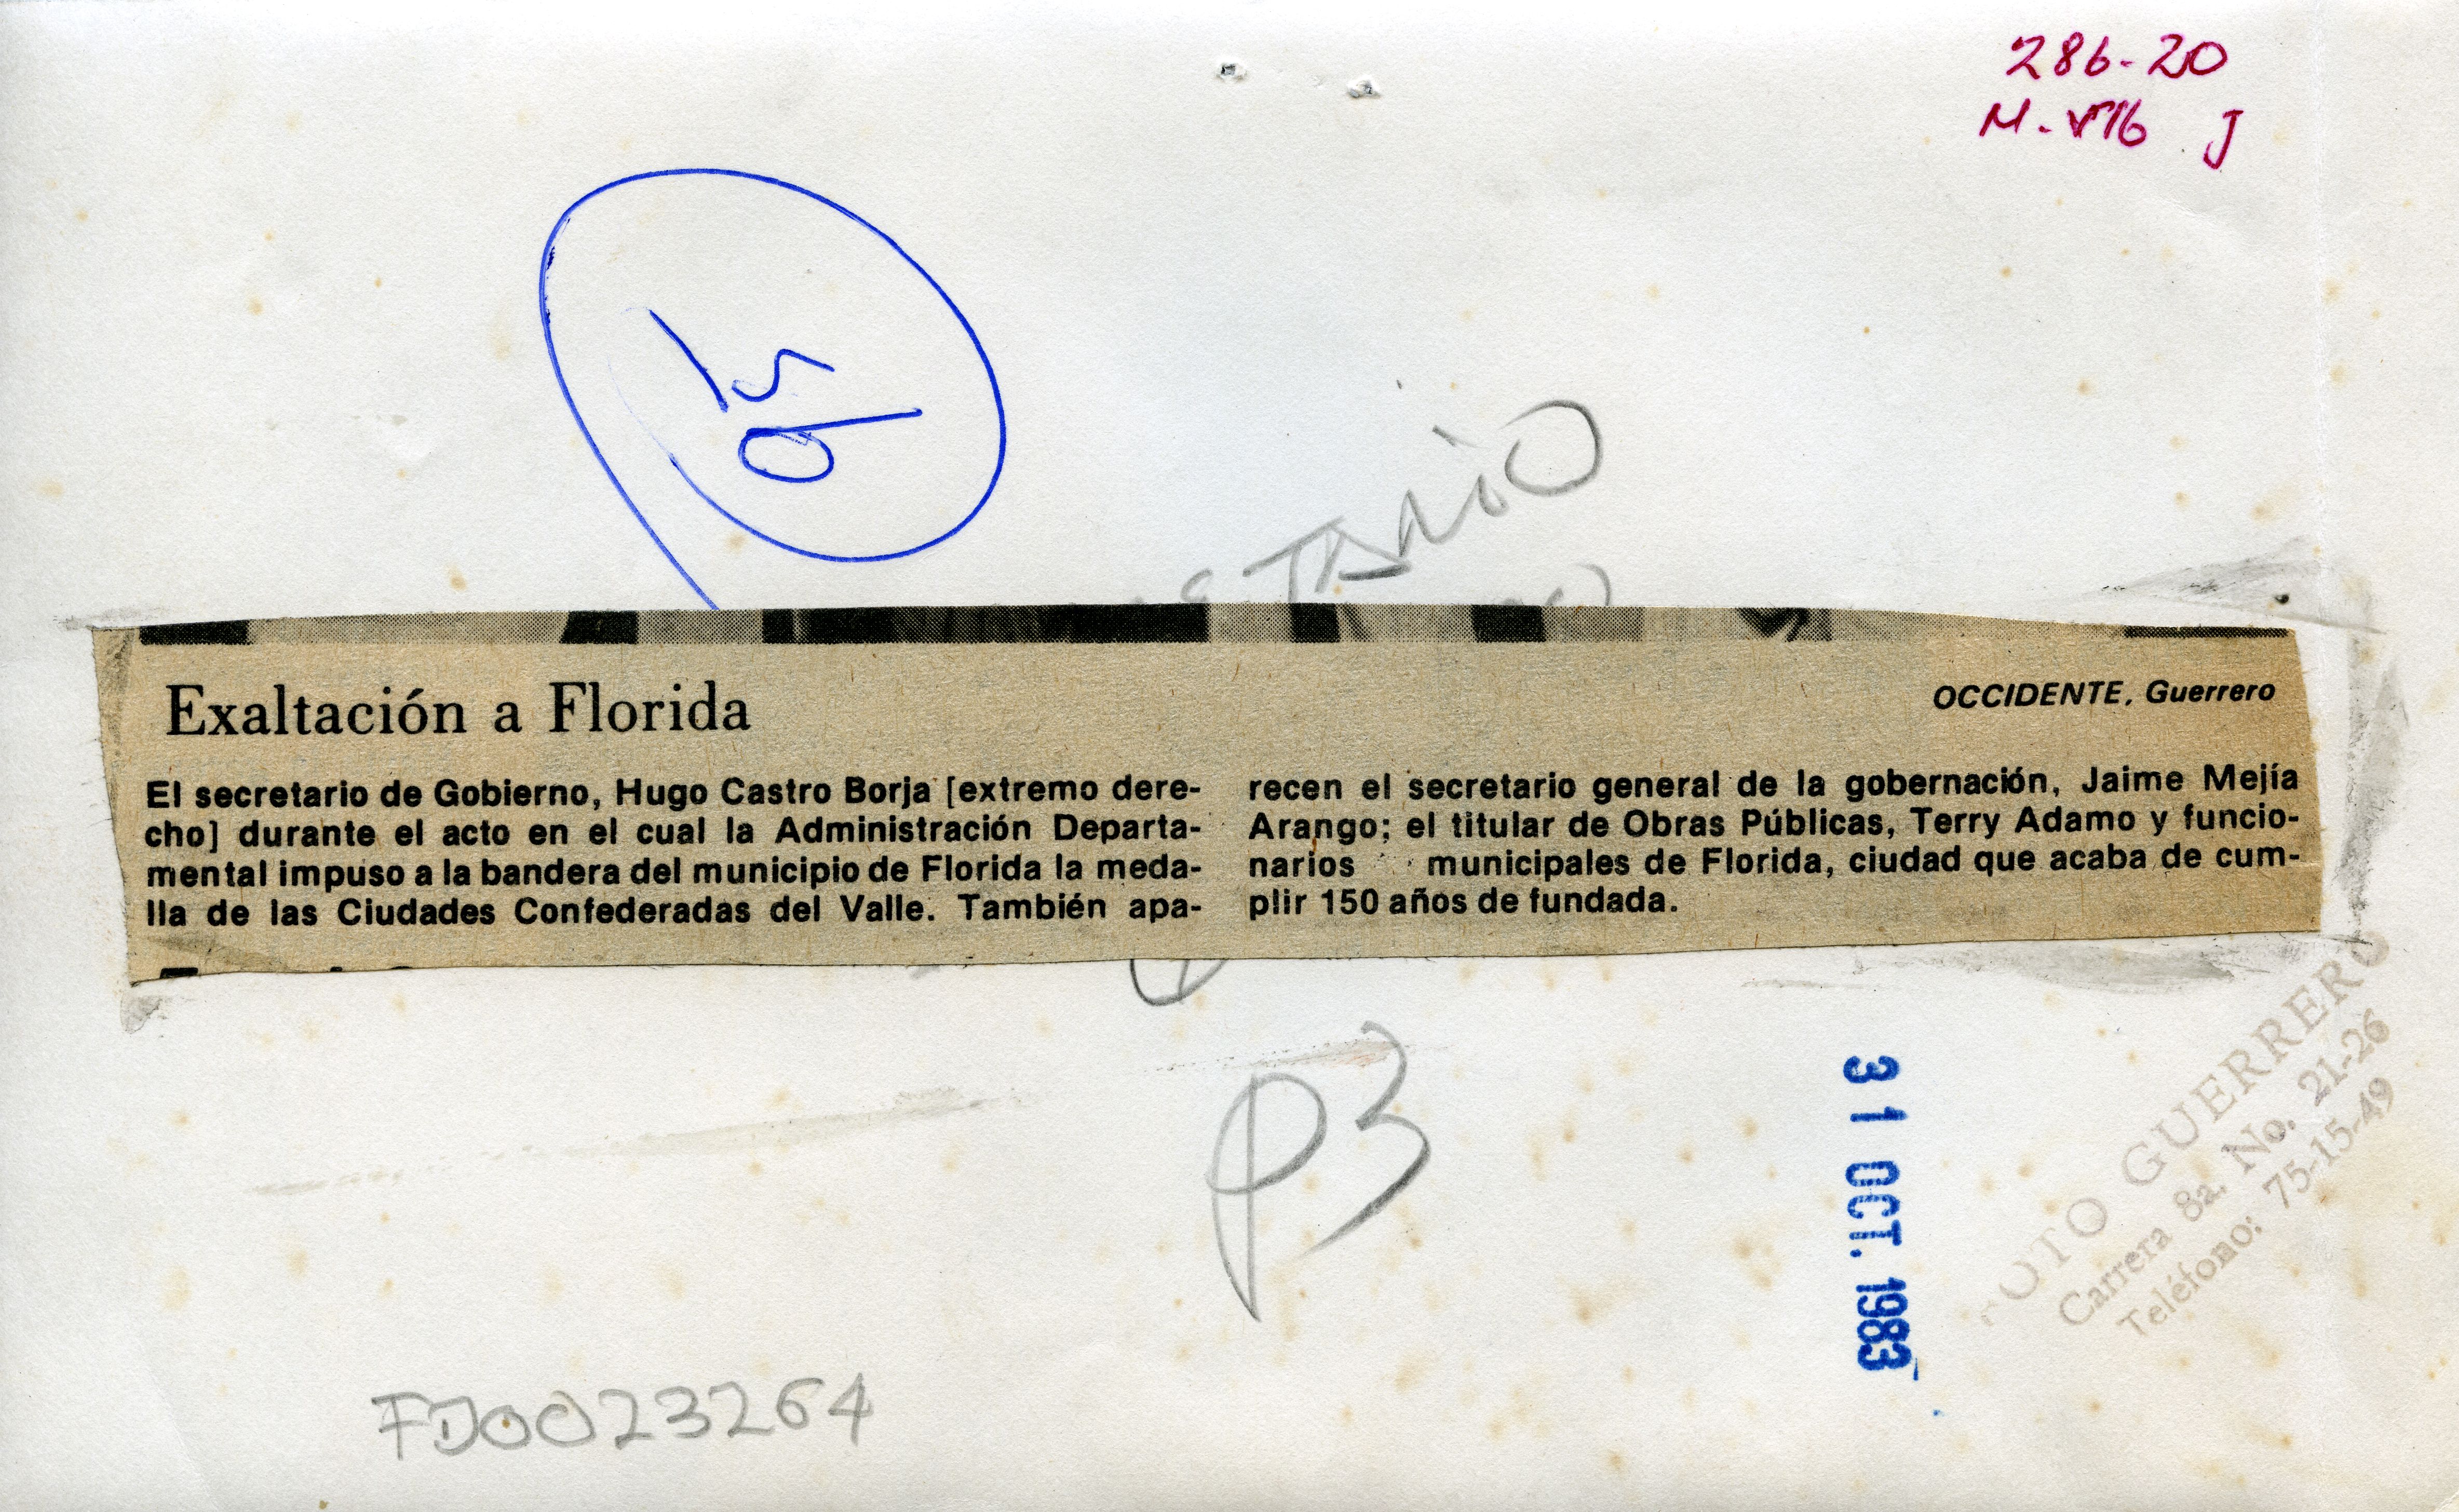 286-20
Exaltación a Florida
OCCIDENTE, Guerrero
El secretario de Gobierno, Hugo Castro Borja [extremo dere-
cho] durante el acto en el cual la Administración Departa-
mental impuso a la bandera del municipio de Florida la meda-
lla de las Ciudades Confederadas del Valle. También apa-
recen el secretario general de la gobernación, Jaime Mejía
Arango; el titular de Obras Públicas, Terry Adamo y funcio-
narios municipales de Florida, ciudad que acaba de cum-
plir 150 años de fundada.
P3
31 OCT. 1983
FOTO GUERRERO
Carrera 8a. No. 21-26
Teléfono: 75-15-49
FD0023264